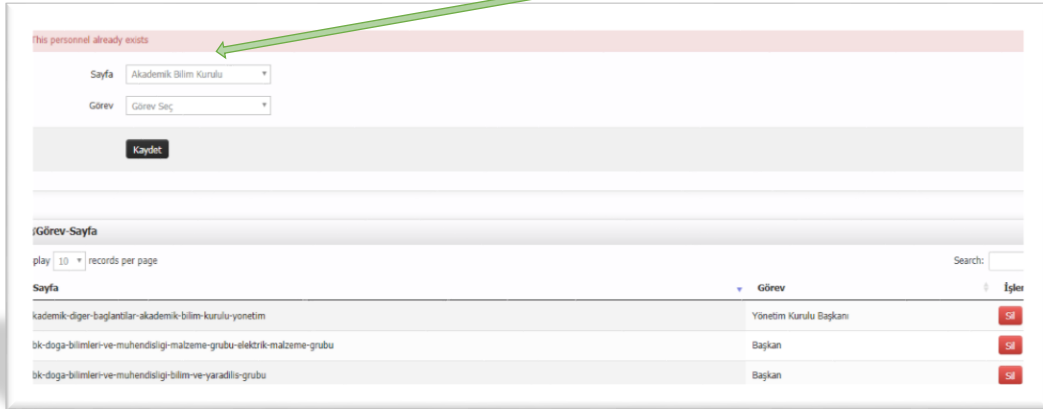 This personnel already exists
Sayfa Akademik Bilim Kurulu
Görev Görev Seç
Kaydet
/Görev-Sayfa
play 10 records per page Search:
Sayfa Görev İşler
kademik-diger-baglantilar-akademik-bilim-kurulu-yonetim Yönetim Kurulu Başkanı Sil
bk-doga-bilimleri-ve-muhendisligi-malzeme-grubu-elektrik-malzeme-grubu Başkan Sil
bk-doga-bilimleri-ve-muhendisligi-bilim-ve-yaradilis-grubu Başkan Sil